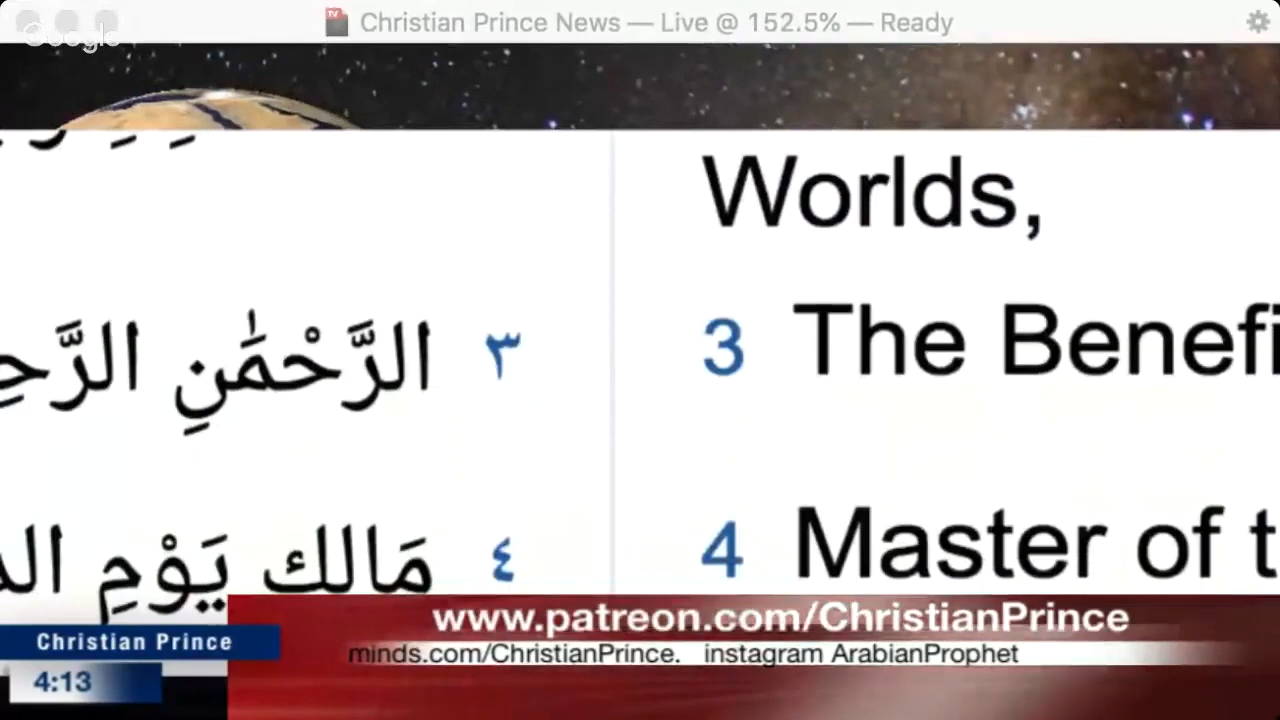 Christian Prince News — Live @ 152.5% — Ready
Google
Worlds,
الرَّحْمَٰنِ ٣
3 The
مَالك يَوْمِ ٤
4 Master of
www.patreon.com/ChristianPrince
Christian Prince
minds.com/ChristianPrince. instagram ArabianProphet
4:13